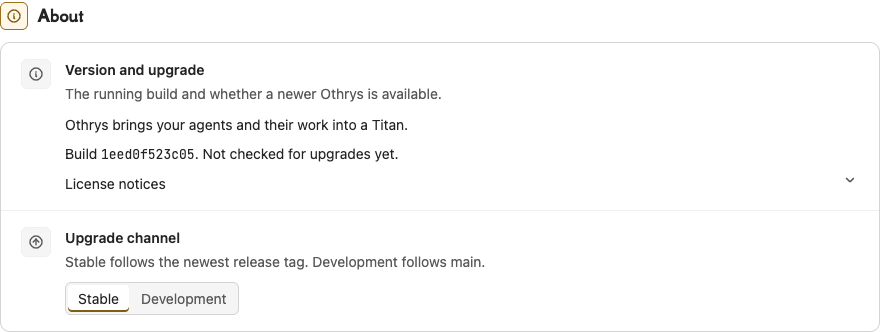 About
Version and upgrade
The running build and whether a newer Othrys is available.
Othrys brings your agents and their work into a Titan.
Build 1eed0f523c05. Not checked for upgrades yet.
License notices
Upgrade channel
Stable follows the newest release tag. Development follows main.
Stable Development